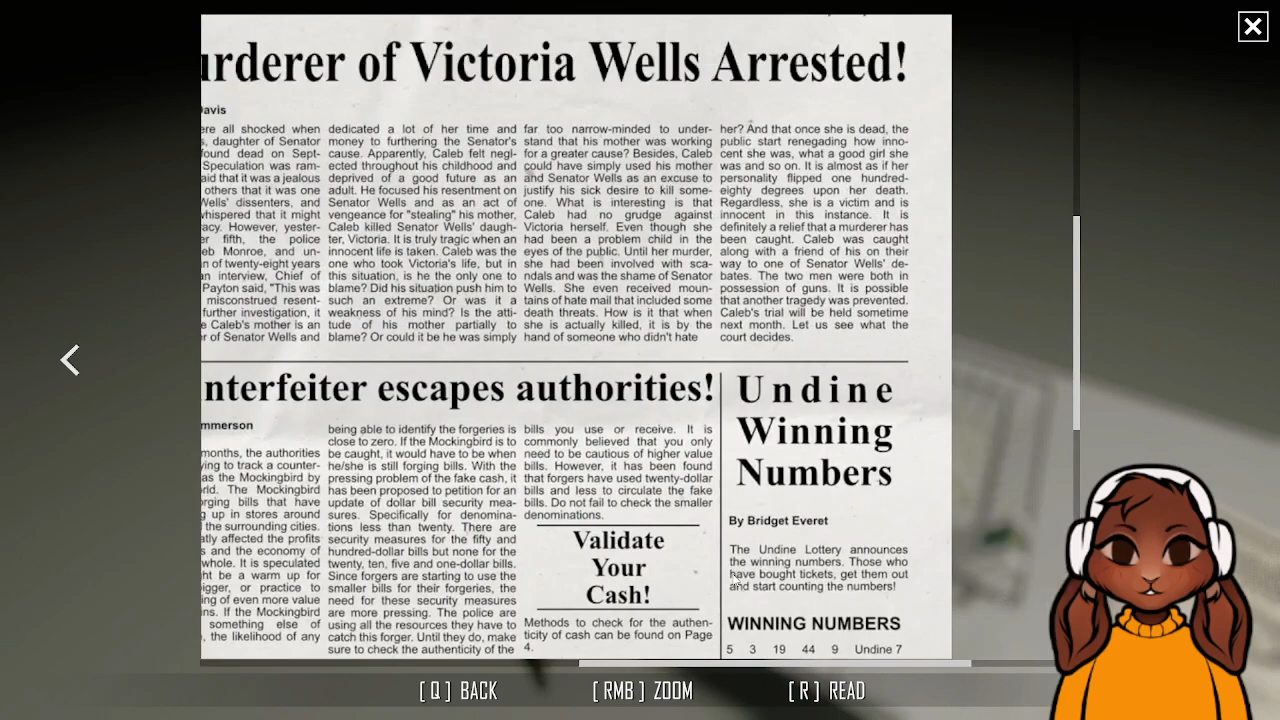 urderer of Victoria Wells Arrested!
Davis
ere all shocked when
s, daughter of Senator
found dead on Sept-
Speculation was ram-
aid that it was a jealous
others that it was one
Wells' dissenters, and
whispered that it might
racy. However, yester-
er fifth, the police
eb Monroe, and un-
n of twenty-eight years
an interview, Chief of
Payton said, "This was
misconstrued resent-
further investigation, it
e Caleb's mother is an
r of Senator Wells and
dedicated a lot of her time and
money to furthering the Senator's
cause. Apparently, Caleb felt negl-
ected throughout his childhood and
deprived of a good future as an
adult. He focused his resentment on
Senator Wells and as an act of
vengeance for "stealing" his mother,
Caleb killed Senator Wells' daugh-
ter, Victoria. It is truly tragic when an
innocent life is taken. Caleb was the
one who took Victoria's life, but in
this situation, is he the only one to
blame? Did his situation push him to
such an extreme? Or was it a
weakness of his mind? Is the atti-
tude of his mother partially to
blame? Or could it be he was simply
far too narrow-minded to under-
stand that his mother was working
for a greater cause? Besides, Caleb
could have simply used his mother
and Senator Wells as an excuse to
justify his sick desire to kill some-
one. What is interesting is that
Caleb had no grudge against
Victoria herself. Even though she
had been a problem child in the
eyes of the public. Until her murder,
she had been involved with sca-
ndals and was the shame of Senator
Wells. She even received moun-
tains of hate mail that included some
death threats. How is it that when
she is actually killed, it is by the
hand of someone who didn't hate
her? And that once she is dead, the
public start renegading how inno-
cent she was, what a good girl she
was and so on. It is almost as if her
personality flipped one hundred-
eighty degrees upon her death.
Regardless, she is a victim and is
innocent in this instance. It is
definitely a relief that a murderer has
been caught. Caleb was caught
along with a friend of his on their
way to one of Senator Wells' de-
bates. The two men were both in
possession of guns. It is possible
that another tragedy was prevented.
Caleb's trial will be held sometime
next month. Let us see what the
court decides.
nterfeiter escapes authorities!
mmerson
months, the authorities
ying to track a counter-
as the Mockingbird by
rld. The Mockingbird
rging bills that have
g up in stores around
the surrounding cities.
atly affected the profits
s and the economy of
whole. It is speculated
ht be a warm up for
igger, or practice to
ing of even more value
ns. If the Mockingbird
something else of
, the likelihood of any
being able to identify the forgeries is
close to zero. If the Mockingbird is to
be caught, it would have to be when
he/she is still forging bills. With the
pressing problem of the fake cash, it
has been proposed to petition for an
update of dollar bill security mea-
sures. Specifically for denomina-
tions less than twenty. There are
security measures for the fifty and
hundred-dollar bills but none for the
twenty, ten, five and one-dollar bills.
Since forgers are starting to use the
smaller bills for their forgeries, the
need for these security measures
are more pressing. The police are
using all the resources they have to
catch this forger. Until they do, make
sure to check the authenticity of the
bills you use or receive. It is
commonly believed that you only
need to be cautious of higher value
bills. However, it has been found
that forgers have used twenty-dollar
bills and less to circulate the fake
bills. Do not fail to check the smaller
denominations.
Validate
Your
Cash!
Methods to check for the authen-
ticity of cash can be found on Page
4.
Undine
Winning
Numbers
By Bridget Everet
The Undine Lottery announces
the winning numbers. Those who
have bought tickets, get them out
and start counting the numbers!
WINNING NUMBERS
5 3 19 44 9 Undine 7
[ Q ] BACK
[ RMB ] ZOOM
[ R ] READ